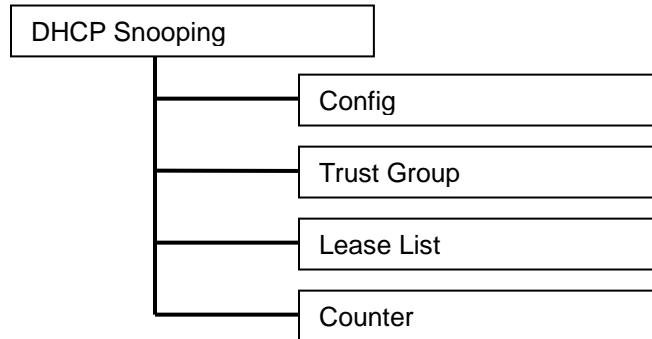 DHCP Snooping
Config
Trust Group
Lease List
Counter